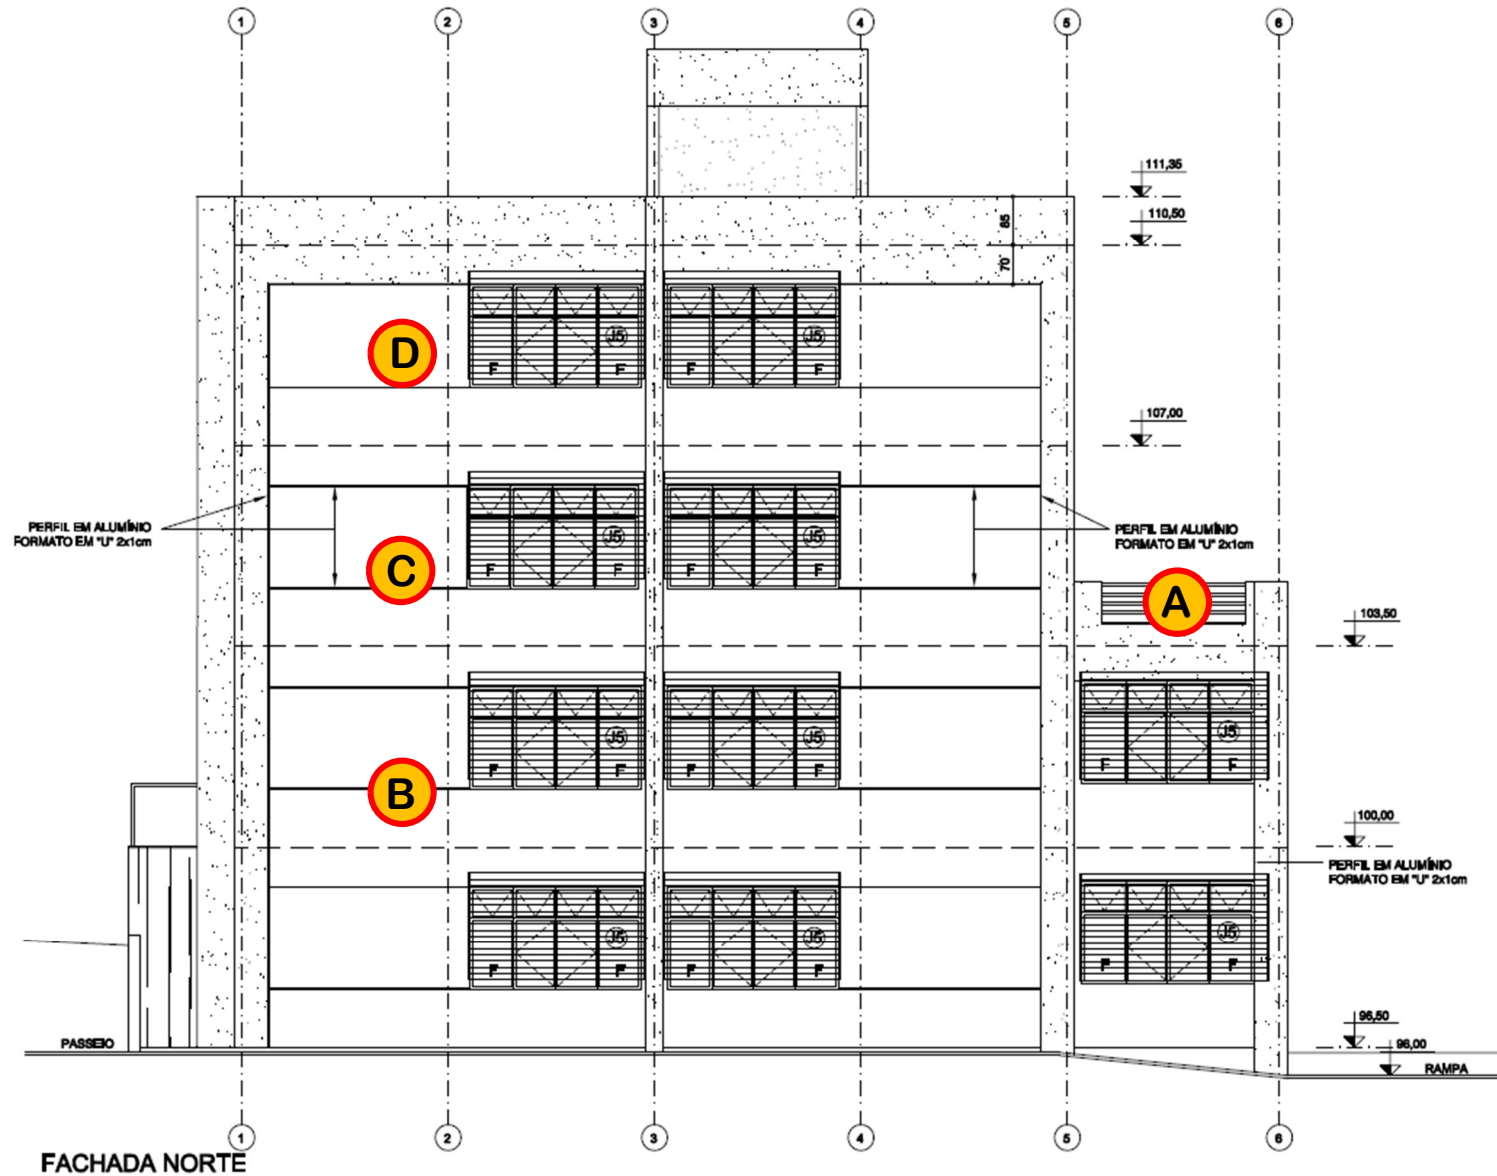 1 2 3 4 5 6
111,35
85
110,50
70
D
J5 J5
F F F F
107,00
PERFIL EM ALUMÍNIO
FORMATO EM "U" 2x1cm
PERFIL EM ALUMÍNIO
FORMATO EM "U" 2x1cm
J5 J5
F F F F
C
A
103,50
J5 J5 J5
F F F F F F
B
100,00
PERFIL EM ALUMÍNIO
FORMATO EM "U" 2x1cm
J5 J5 J5
F F F F F F
96,50
PASSEIO
96,00
RAMPA
1 2 3 4 5 6
FACHADA NORTE